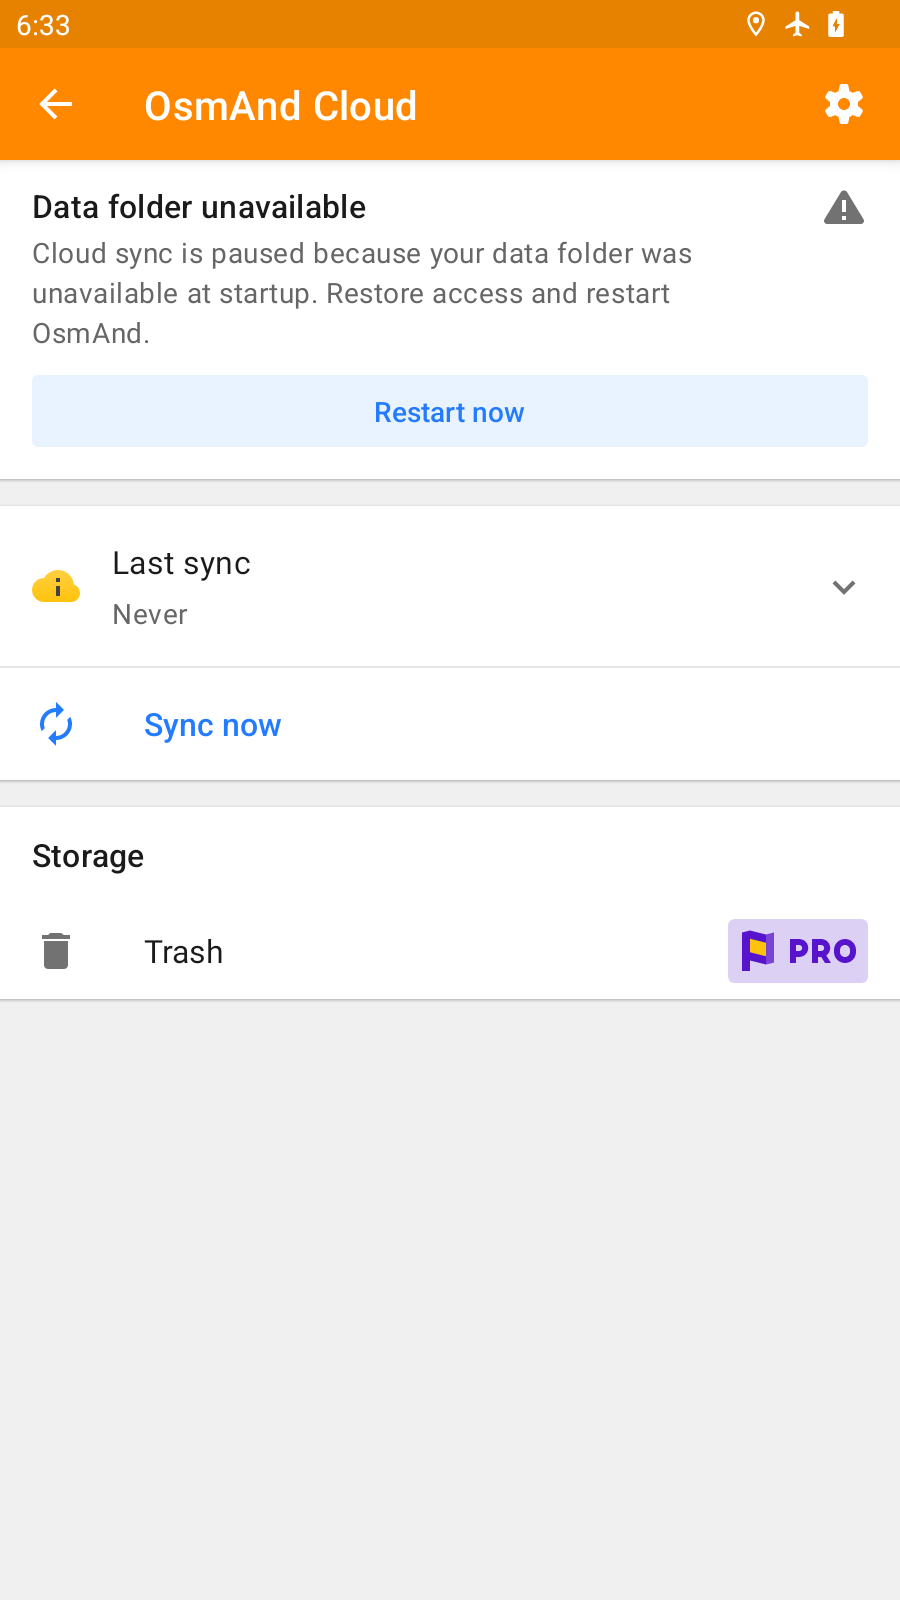 6:33
OsmAnd Cloud
Data folder unavailable
Cloud sync is paused because your data folder was
unavailable at startup. Restore access and restart
OsmAnd.
Restart now
Last sync
Never
Sync now
Storage
Trash
PRO